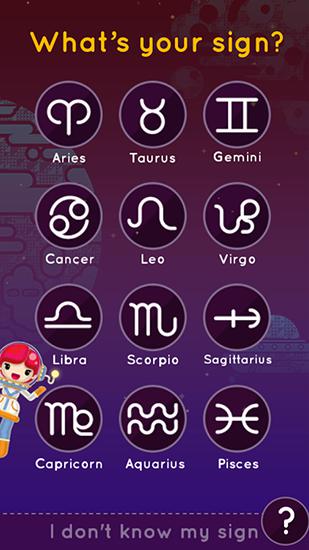 What's your sign?
Aries Taurus Gemini
Cancer Leo Virgo
Libra Scorpio Sagittarius
Capricorn Aquarius Pisces
I don't know my sign ?